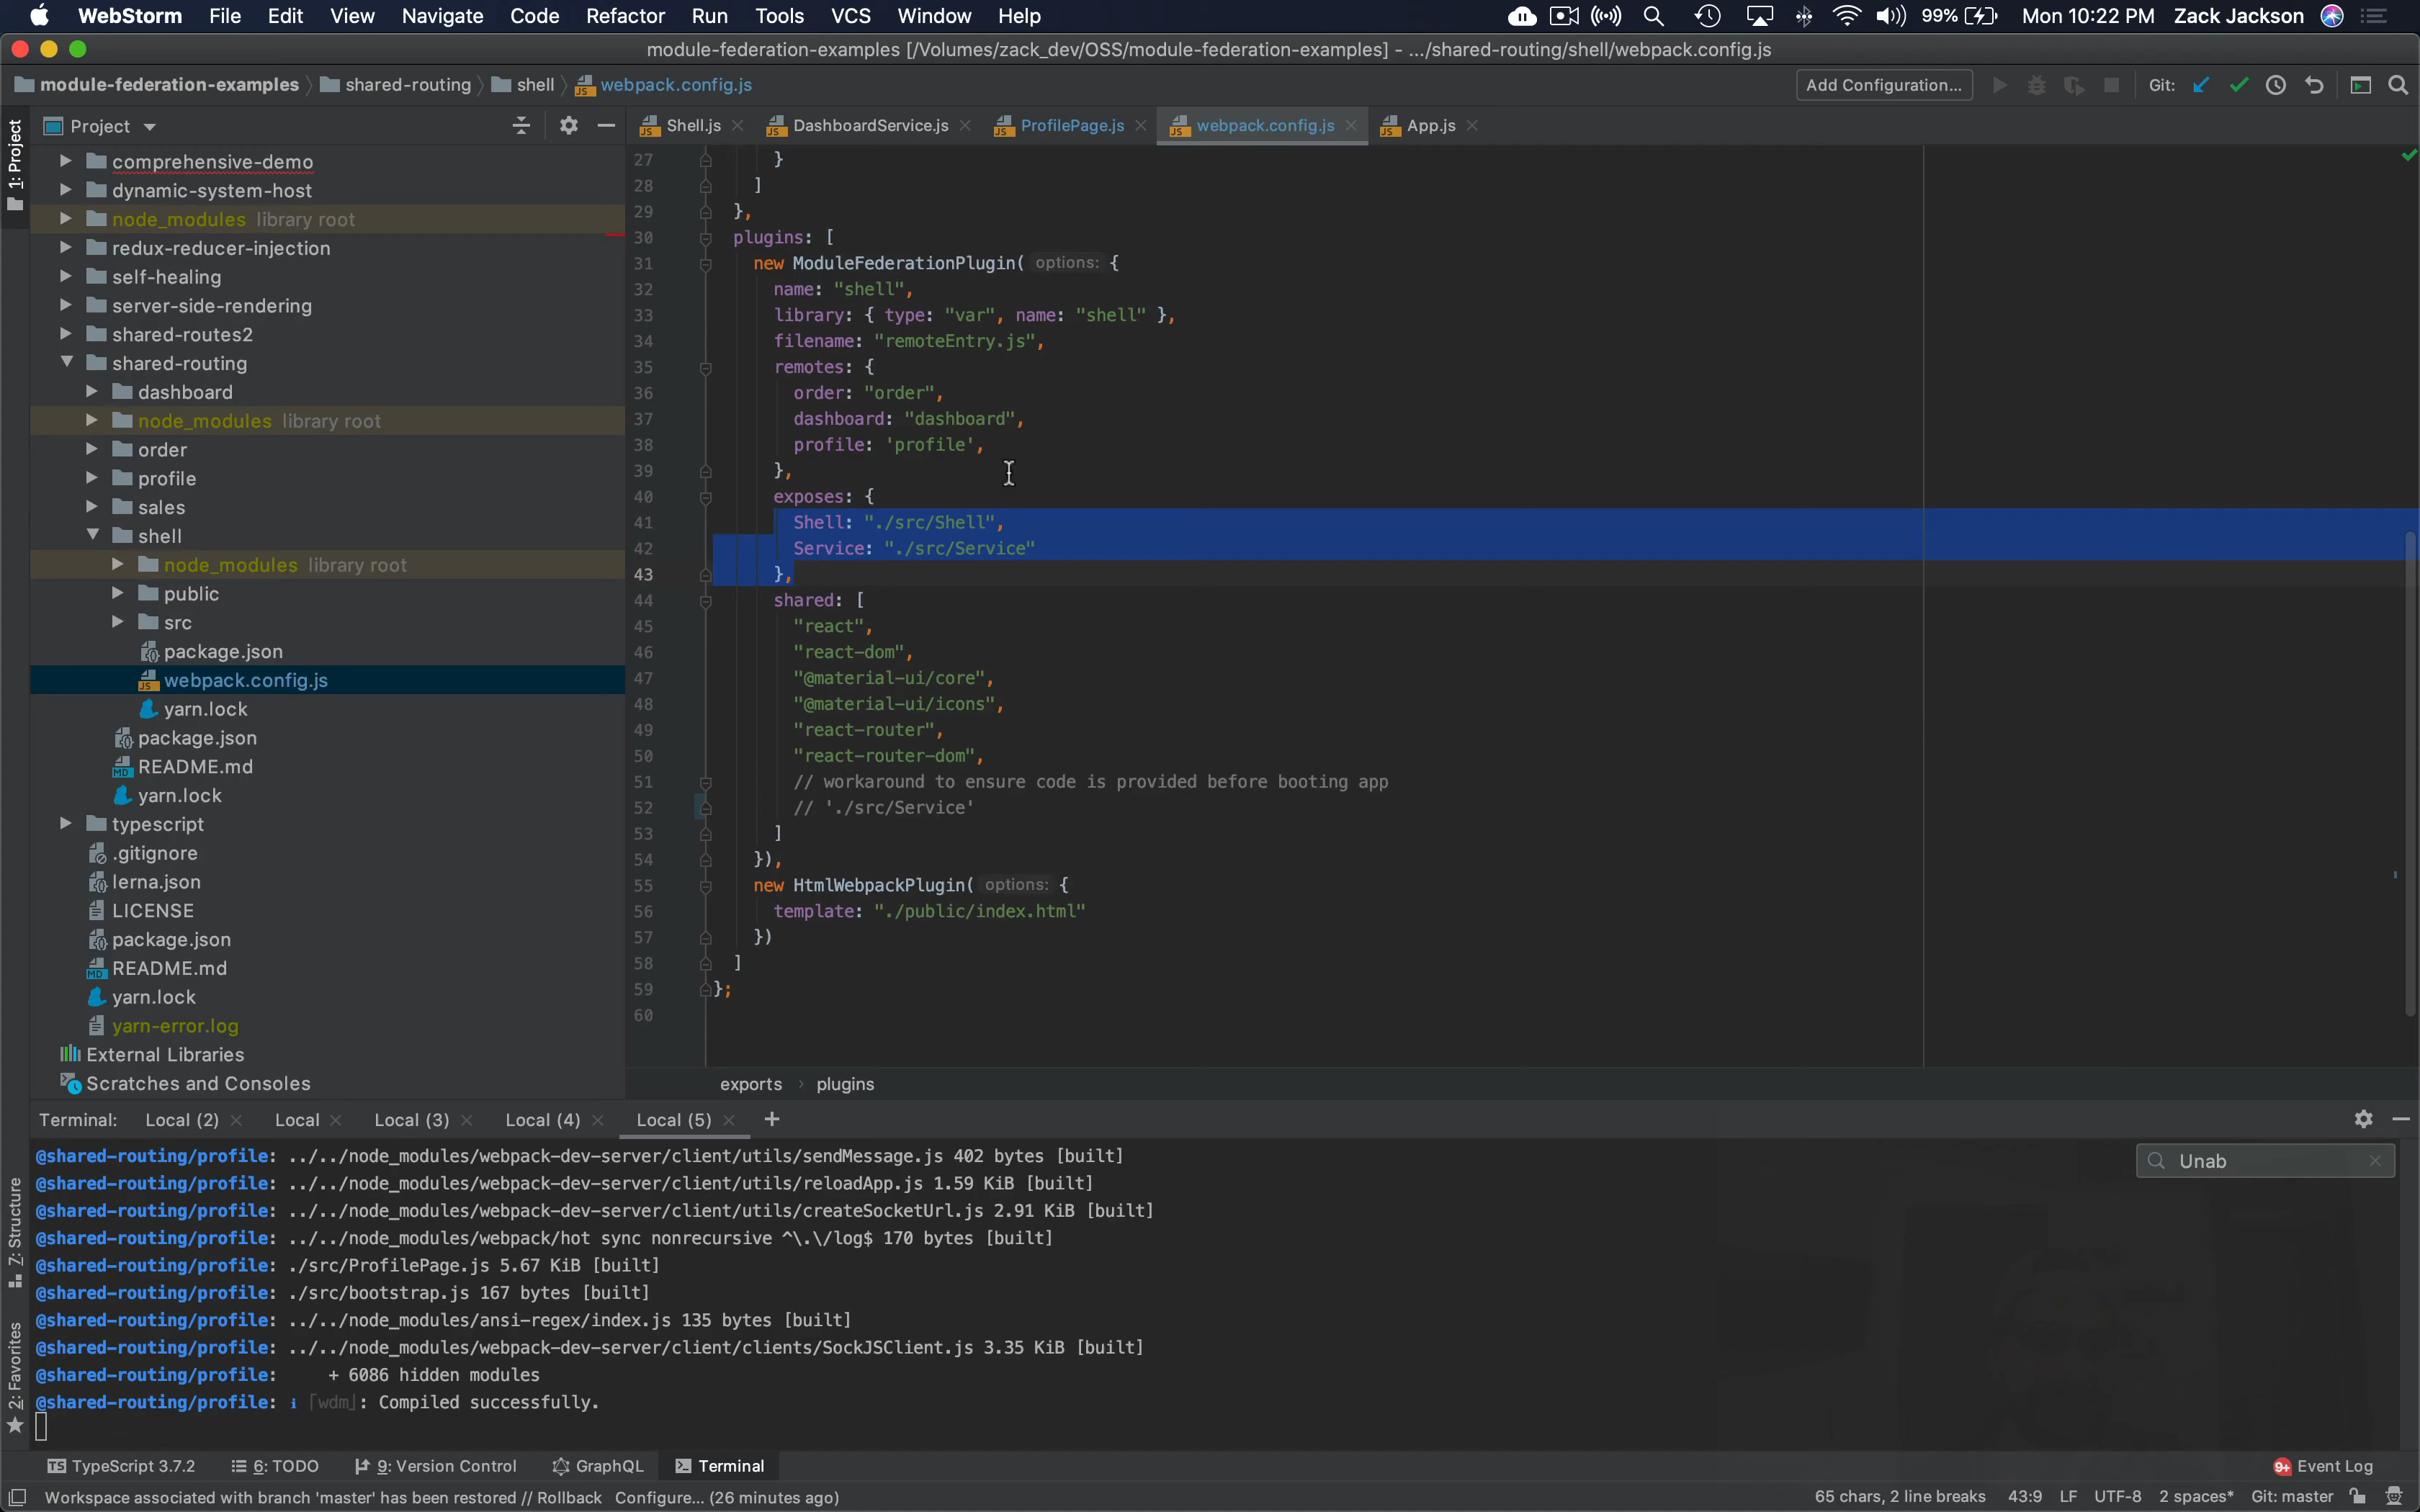 WebStorm File Edit View Navigate Code Refactor Run Tools VCS Window Help 99% Mon 10:22 PM Zack Jackson
module-federation-examples [/Volumes/zack_dev/OSS/module-federation-examples] - .../shared-routing/shell/webpack.config.js
module-federation-examples shared-routing shell webpack.config.js Add Configuration... Git:
1: Project
Project
comprehensive-demo
dynamic-system-host
node_modules library root
redux-reducer-injection
self-healing
server-side-rendering
shared-routes2
shared-routing
dashboard
node_modules library root
order
profile
sales
shell
node_modules library root
public
src
package.json
webpack.config.js
yarn.lock
package.json
README.md
yarn.lock
typescript
.gitignore
lerna.json
LICENSE
package.json
README.md
yarn.lock
yarn-error.log
External Libraries
Scratches and Consoles
Shell.js DashboardService.js ProfilePage.js webpack.config.js App.js
27 }
28 ]
29 },
30 plugins: [
31 new ModuleFederationPlugin( options: {
32 name: "shell",
33 library: { type: "var", name: "shell" },
34 filename: "remoteEntry.js",
35 remotes: {
36 order: "order",
37 dashboard: "dashboard",
38 profile: 'profile',
39 },
40 exposes: {
41 Shell: "./src/Shell",
42 Service: "./src/Service"
43 },
44 shared: [
45 "react",
46 "react-dom",
47 "@material-ui/core",
48 "@material-ui/icons",
49 "react-router",
50 "react-router-dom",
51 // workaround to ensure code is provided before booting app
52 // './src/Service'
53 ]
54 }),
55 new HtmlWebpackPlugin( options: {
56 template: "./public/index.html"
57 })
58 ]
59 };
60
exports › plugins
Terminal: Local (2) Local Local (3) Local (4) Local (5) +
Unab
@shared-routing/profile: ../../node_modules/webpack-dev-server/client/utils/sendMessage.js 402 bytes [built]
@shared-routing/profile: ../../node_modules/webpack-dev-server/client/utils/reloadApp.js 1.59 KiB [built]
@shared-routing/profile: ../../node_modules/webpack-dev-server/client/utils/createSocketUrl.js 2.91 KiB [built]
@shared-routing/profile: ../../node_modules/webpack/hot sync nonrecursive ^\.\/log$ 170 bytes [built]
@shared-routing/profile: ./src/ProfilePage.js 5.67 KiB [built]
@shared-routing/profile: ./src/bootstrap.js 167 bytes [built]
@shared-routing/profile: ../../node_modules/ansi-regex/index.js 135 bytes [built]
@shared-routing/profile: ../../node_modules/webpack-dev-server/client/clients/SockJSClient.js 3.35 KiB [built]
@shared-routing/profile: + 6086 hidden modules
@shared-routing/profile: ℹ ｢wdm｣: Compiled successfully.
7: Structure
2: Favorites
TypeScript 3.7.2 6: TODO 9: Version Control GraphQL Terminal 9+ Event Log
Workspace associated with branch 'master' has been restored // Rollback Configure... (26 minutes ago) 65 chars, 2 line breaks 43:9 LF UTF-8 2 spaces* Git: master